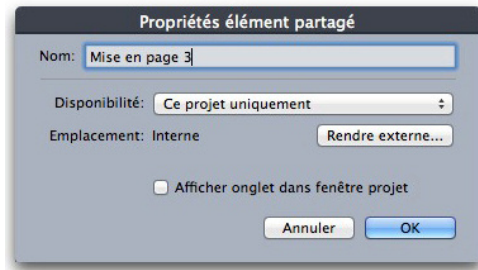 Propriétés élément partagé
Nom: Mise en page 3
Disponibilité: Ce projet uniquement
Emplacement: Interne Rendre externe...
Afficher onglet dans fenêtre projet
Annuler OK